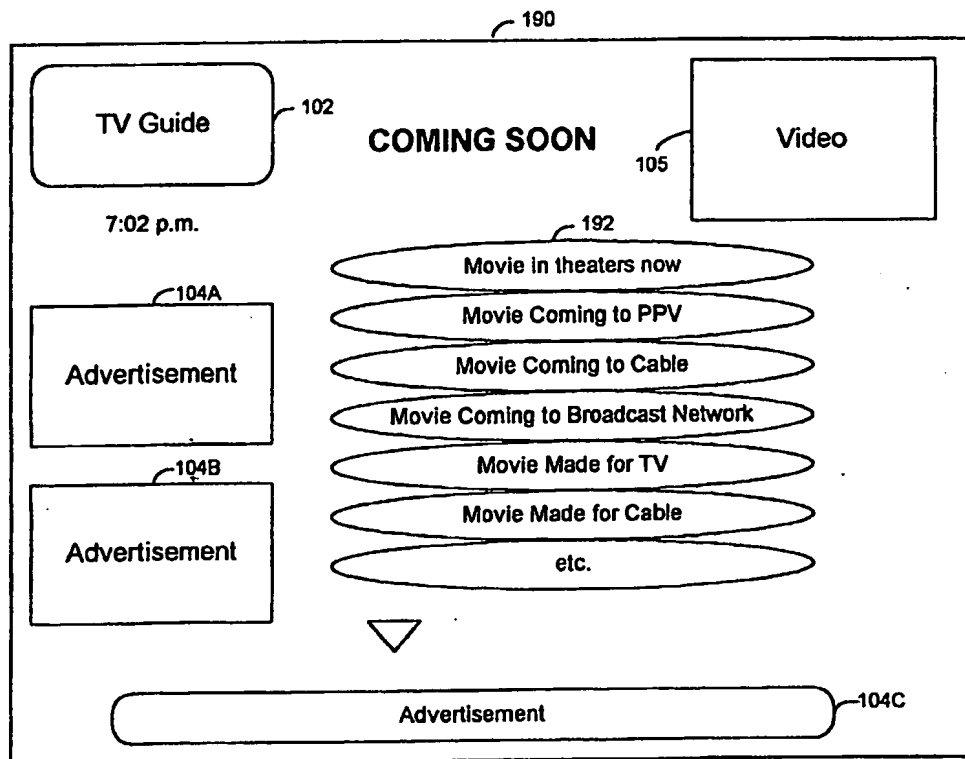 190
TV Guide
102
COMING SOON
105
Video
7:02 p.m.
192
Movie in theaters now
104A
Movie Coming to PPV
Advertisement
Movie Coming to Cable
Movie Coming to Broadcast Network
104B
Movie Made for TV
Advertisement
Movie Made for Cable
etc.
Advertisement
104C